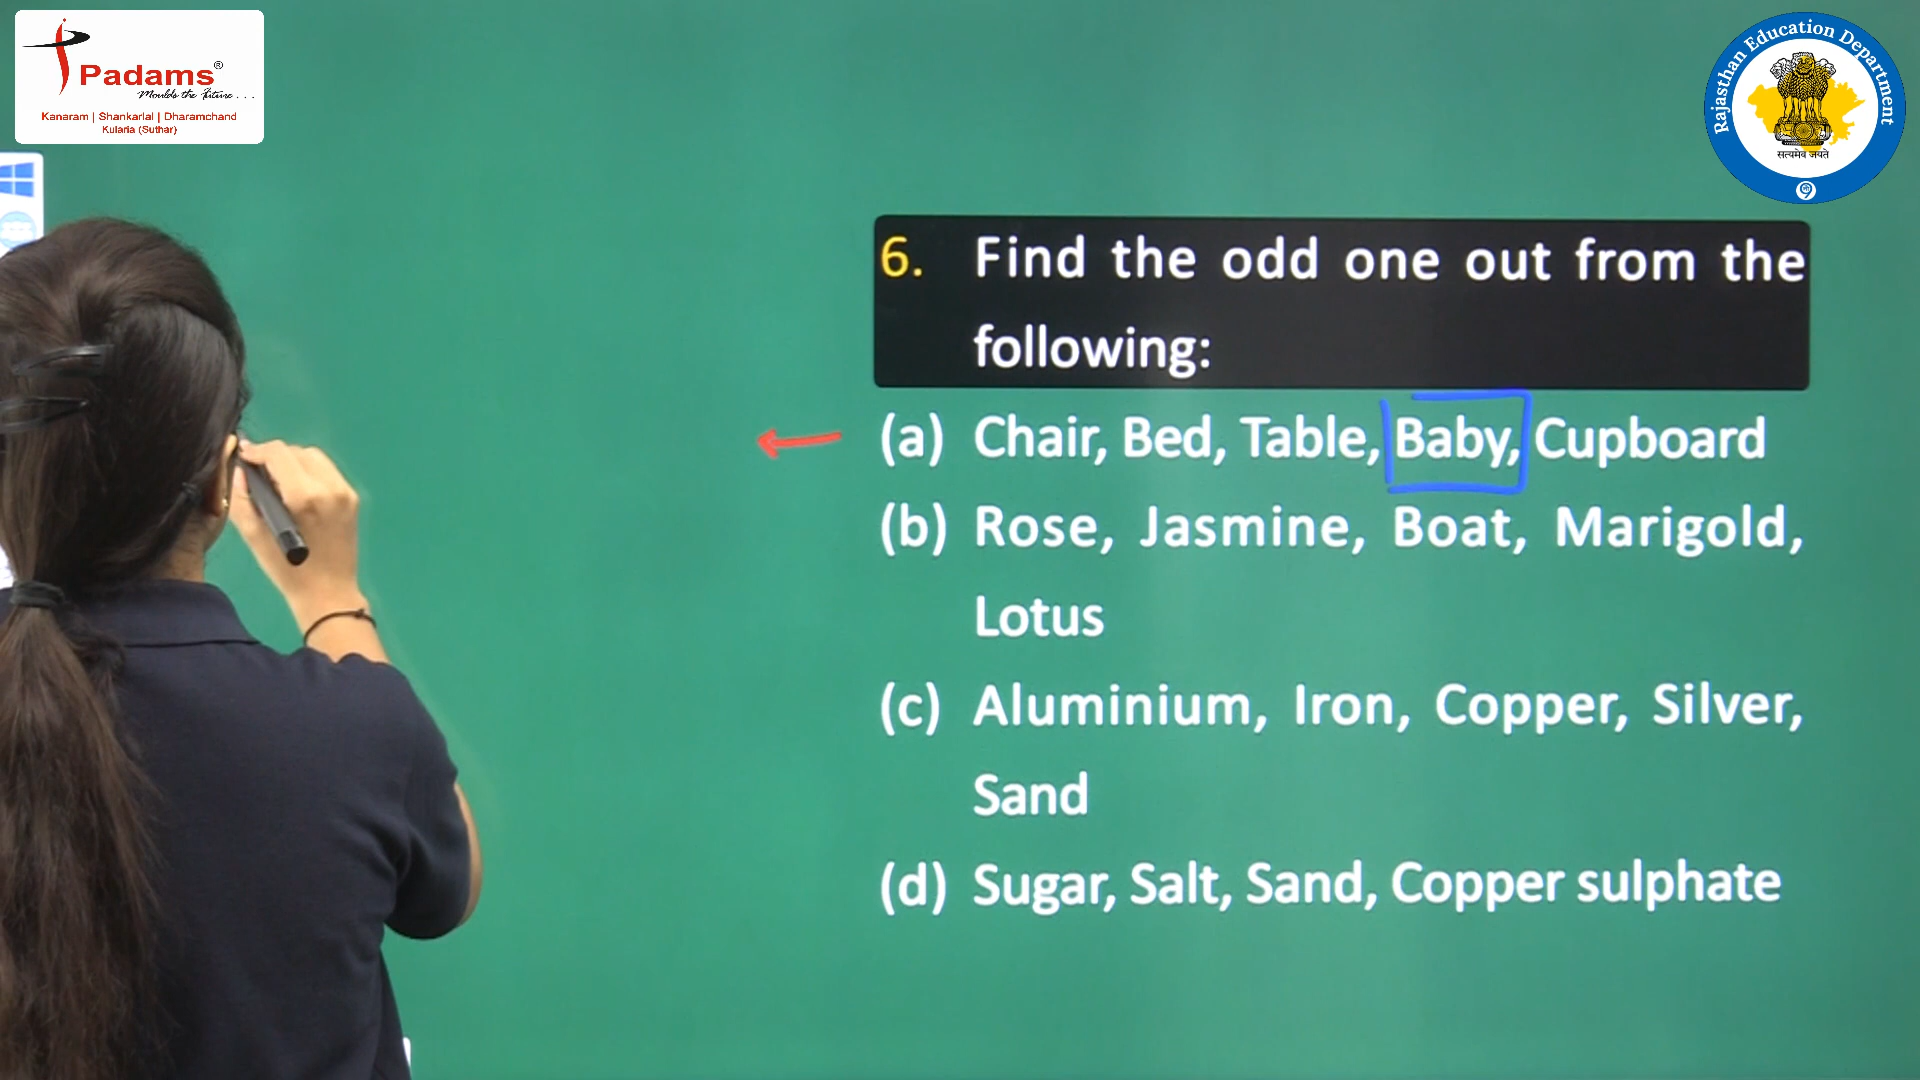 Padams®
Moulds the Future . . .
Kanaram | Shankarlal | Dharamchand
Kularia (Suthar)
Rajasthan Education Department
सत्यमेव जयते
6. Find the odd one out from the
following:
(a) Chair, Bed, Table, Baby, Cupboard
(b) Rose, Jasmine, Boat, Marigold,
Lotus
(c) Aluminium, Iron, Copper, Silver,
Sand
(d) Sugar, Salt, Sand, Copper sulphate